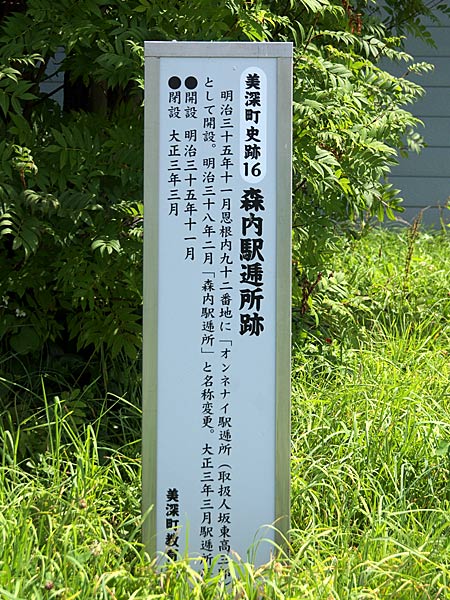 美深町史跡16 森内駅逓所跡
明治三十五年十一月恩根内九十二番地に「オンネナイ駅逓所（取扱人坂東高
として開設。明治三十八年二月「森内駅逓所」と名称変更。大正三年三月駅逓所
●開設 明治三十五年十一月
●閉設 大正三年三月
美深町教